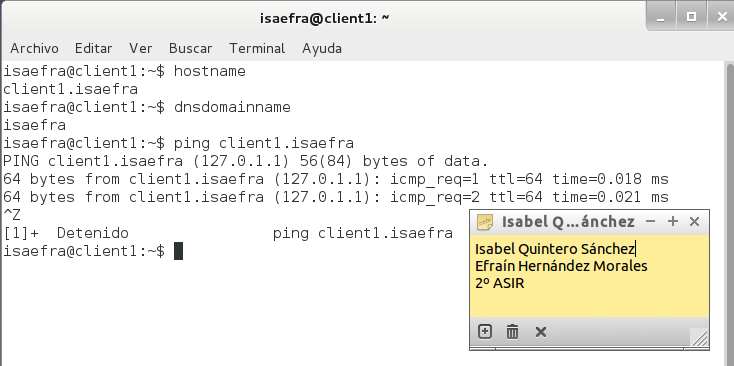 isaefra@client1: ~
Archivo Editar Ver Buscar Terminal Ayuda
isaefra@client1:~$ hostname
client1.isaefra
isaefra@client1:~$ dnsdomainname
isaefra
isaefra@client1:~$ ping client1.isaefra
PING client1.isaefra (127.0.1.1) 56(84) bytes of data.
64 bytes from client1.isaefra (127.0.1.1): icmp_req=1 ttl=64 time=0.018 ms
64 bytes from client1.isaefra (127.0.1.1): icmp_req=2 ttl=64 time=0.021 ms
^Z
[1]+  Detenido                ping client1.isaefra
isaefra@client1:~$
Isabel Q ...ánchez
Isabel Quintero Sánchez
Efraín Hernández Morales
2º ASIR